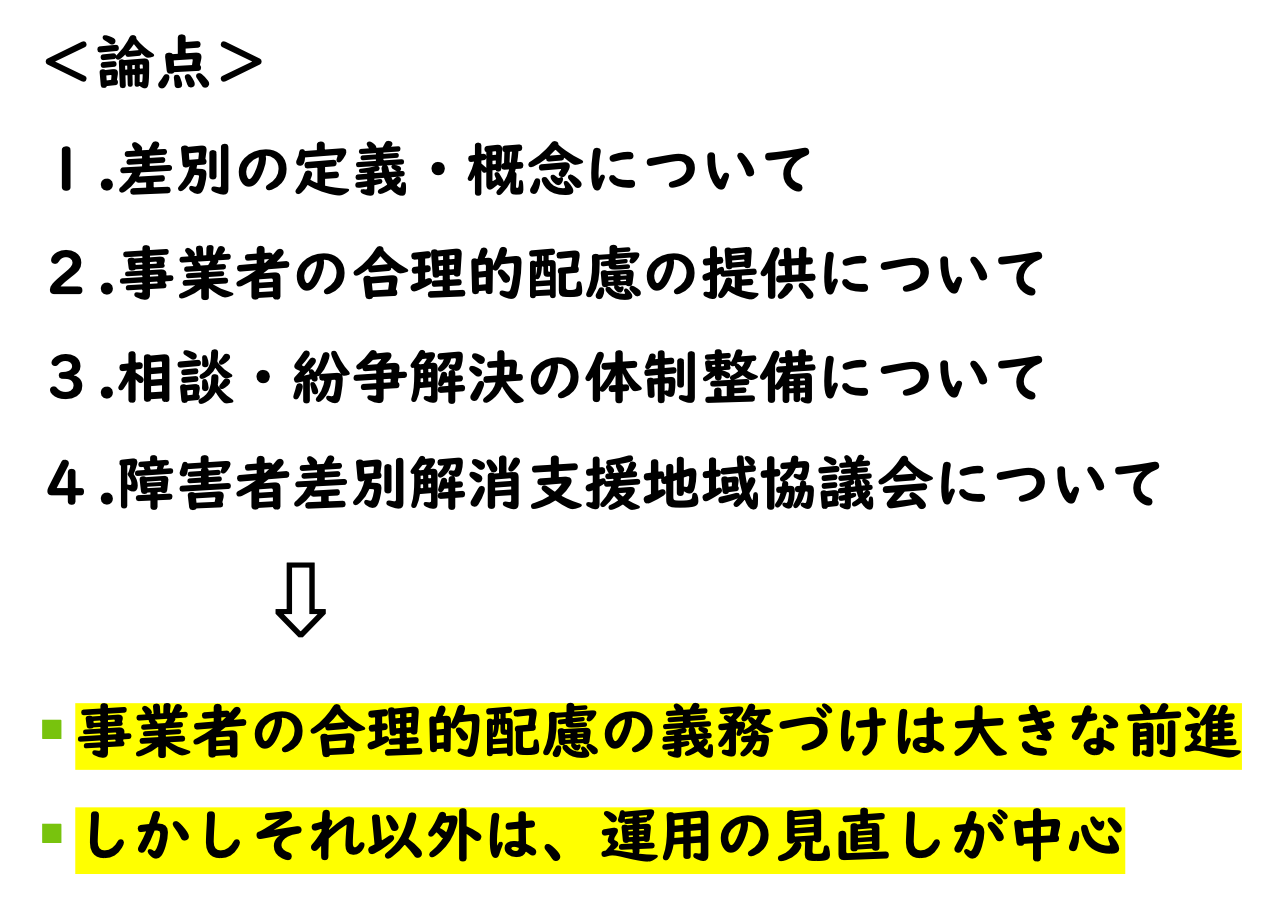 ＜論点＞
１.差別の定義・概念について
２.事業者の合理的配慮の提供について
３.相談・紛争解決の体制整備について
４.障害者差別解消支援地域協議会について
事業者の合理的配慮の義務づけは大きな前進
しかしそれ以外は、運用の見直しが中心